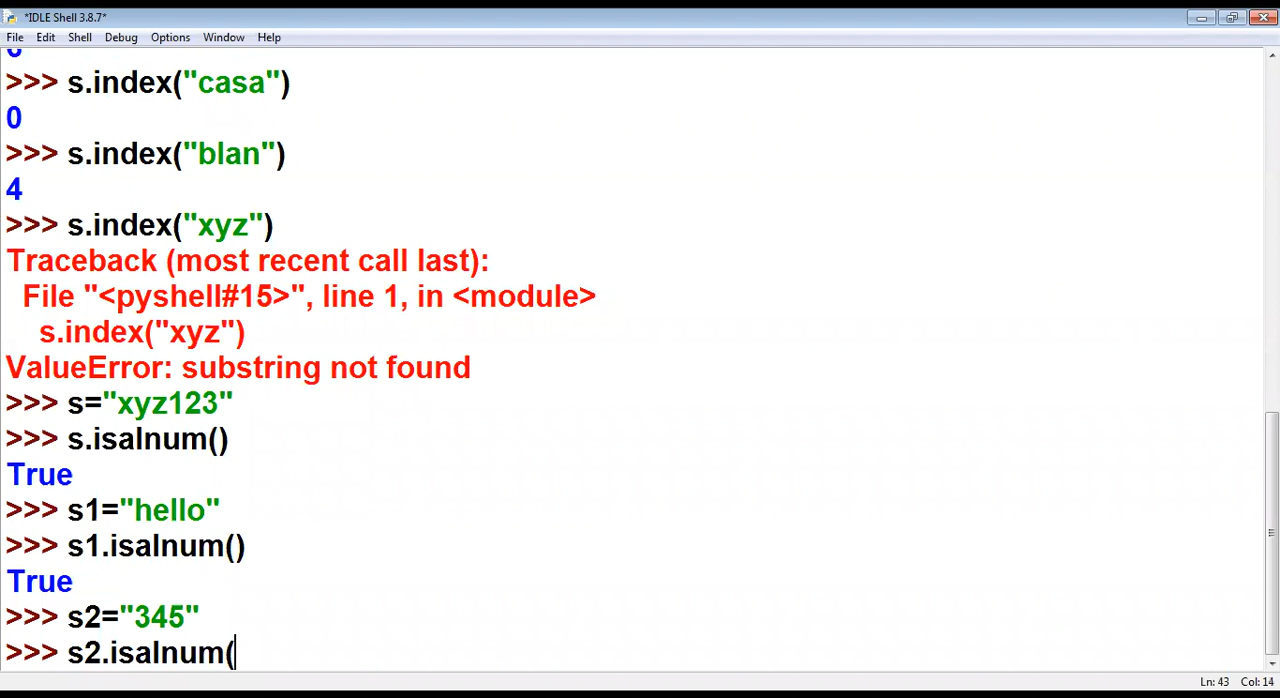 *IDLE Shell 3.8.7*
File Edit Shell Debug Options Window Help
>>> s.index("casa")
0
>>> s.index("blan")
4
>>> s.index("xyz")
Traceback (most recent call last):
  File "<pyshell#15>", line 1, in <module>
    s.index("xyz")
ValueError: substring not found
>>> s="xyz123"
>>> s.isalnum()
True
>>> s1="hello"
>>> s1.isalnum()
True
>>> s2="345"
>>> s2.isalnum(
Ln: 43 Col: 14